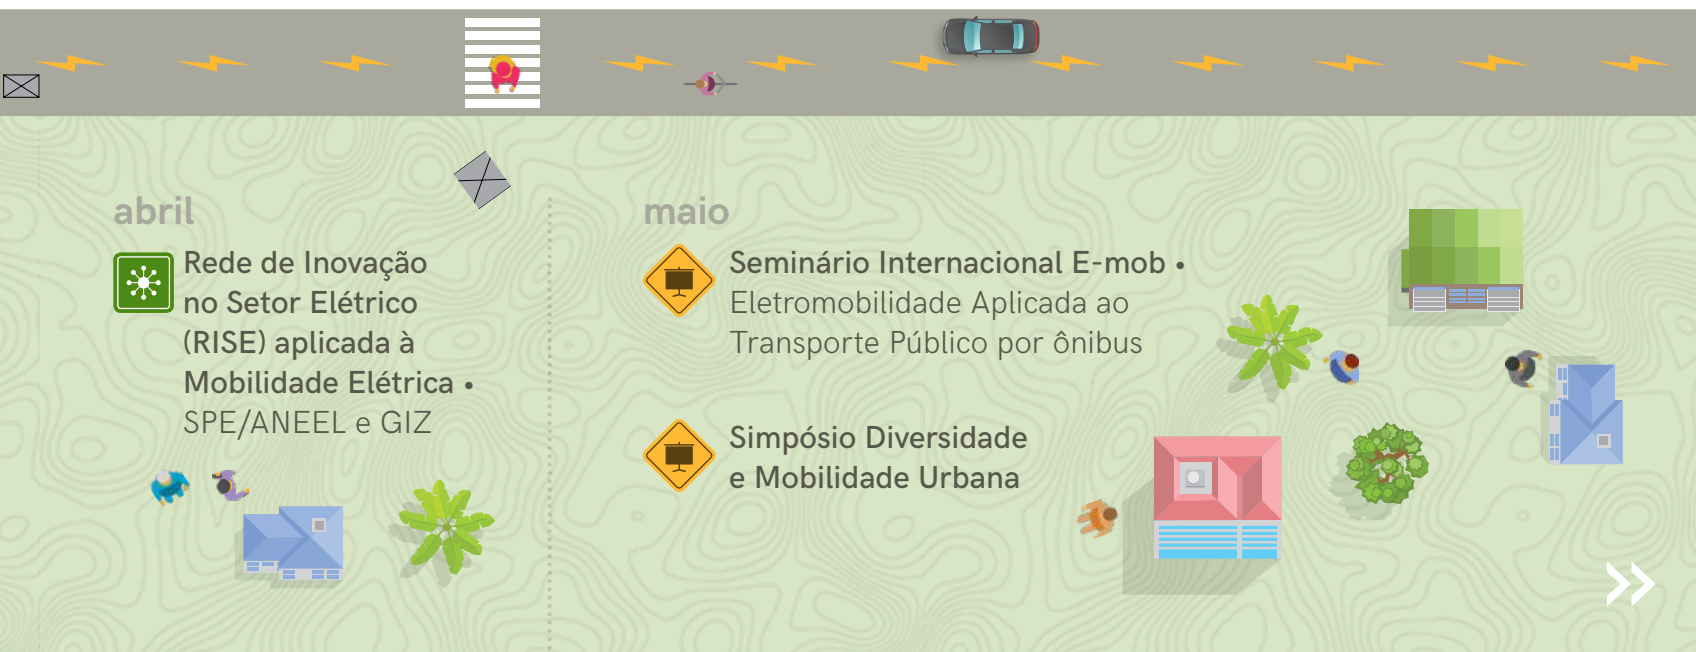 abril
Rede de Inovação
no Setor Elétrico
(RISE) aplicada à
Mobilidade Elétrica •
SPE/ANEEL e GIZ
maio
Seminário Internacional E-mob •
Eletromobilidade Aplicada ao
Transporte Público por ônibus
Simpósio Diversidade
e Mobilidade Urbana